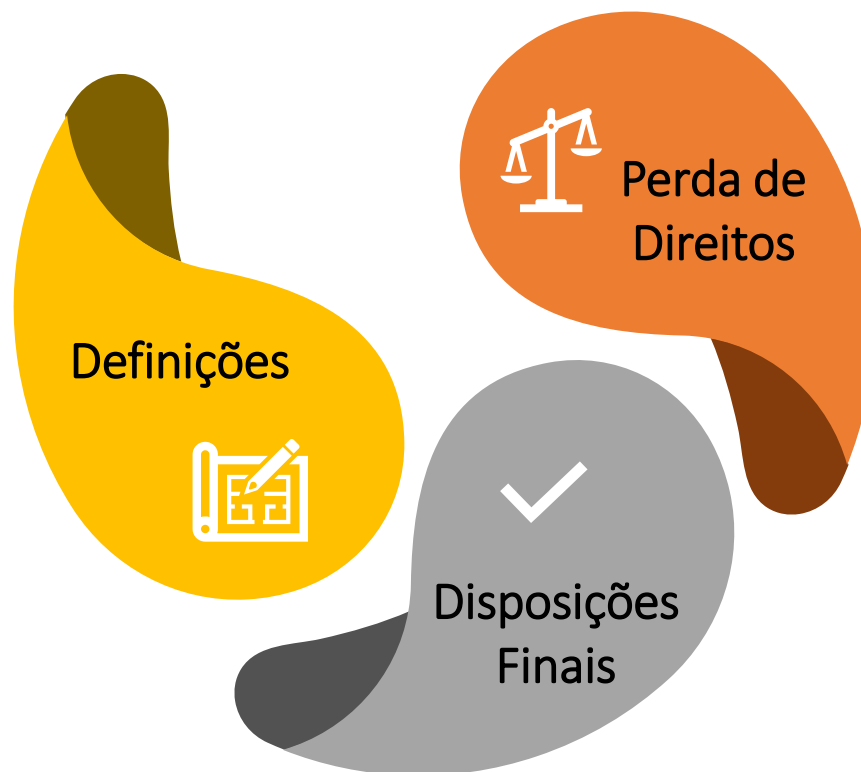 Perda de
Direitos
Definições
Disposições
Finais